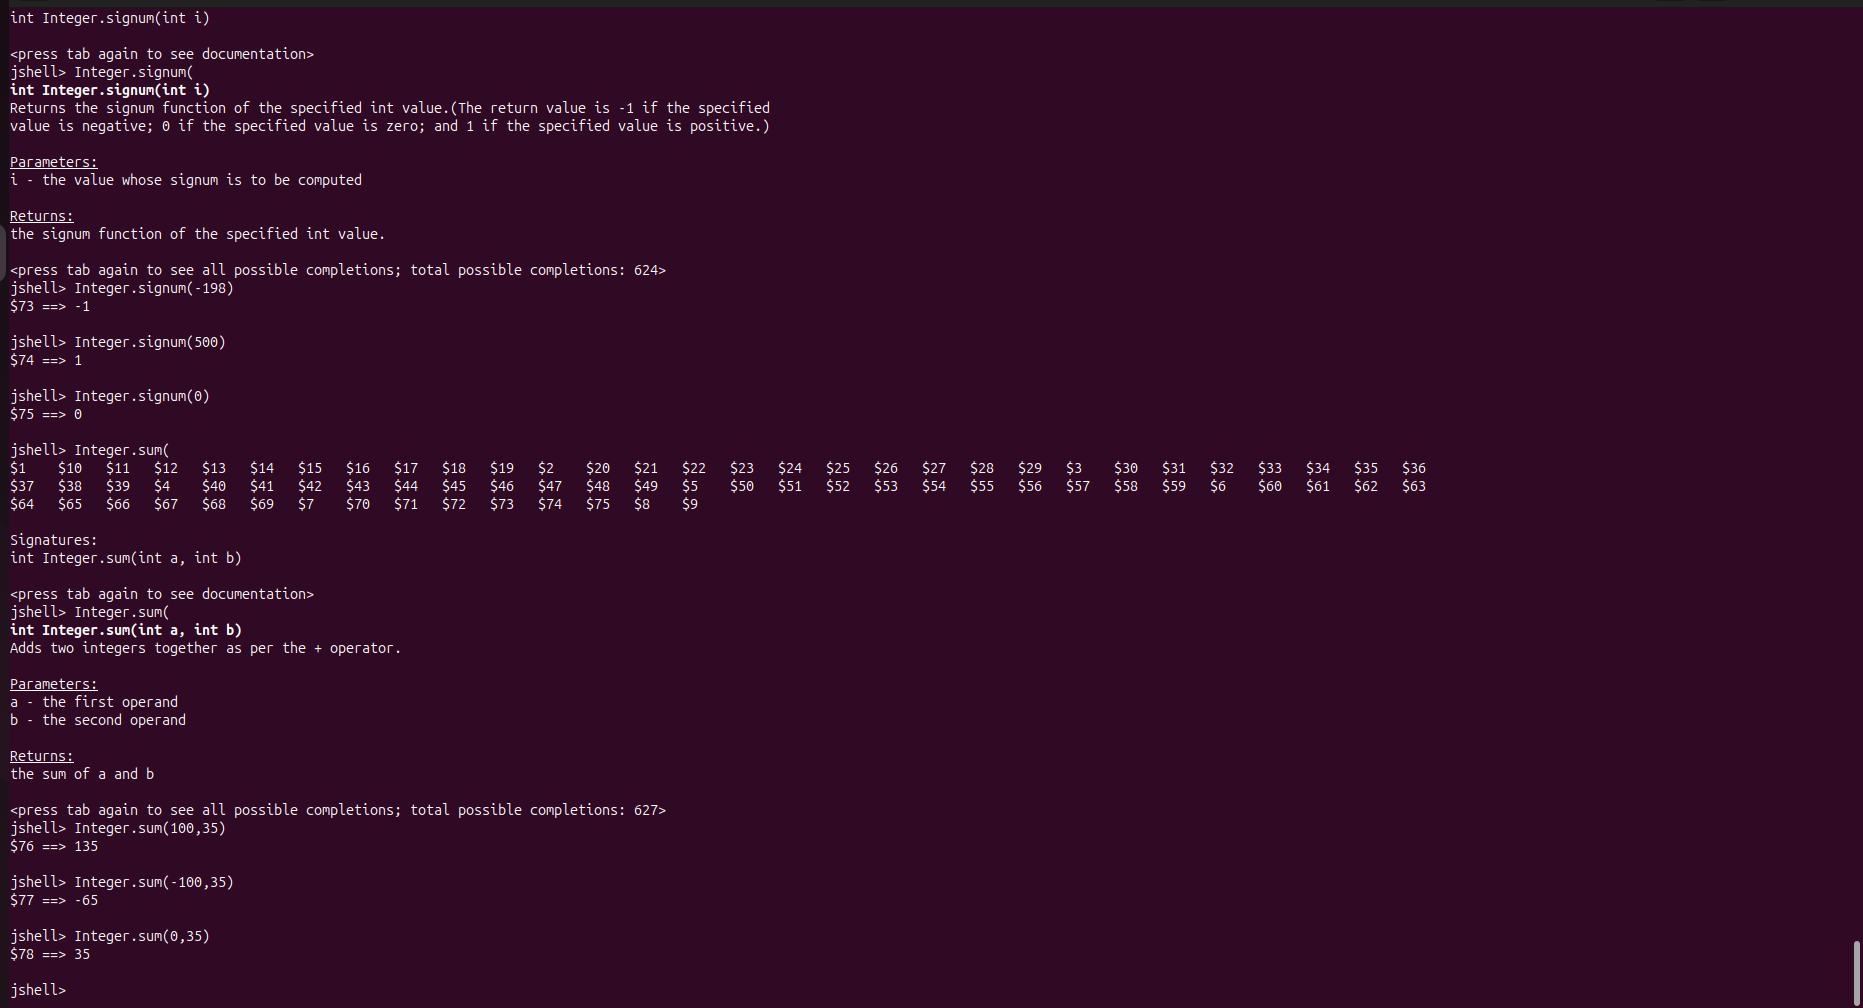 int Integer.signum(int i)
<press tab again to see documentation>
jshell> Integer.signum(
int Integer.signum(int i)
Returns the signum function of the specified int value.(The return value is -1 if the specified
value is negative; 0 if the specified value is zero; and 1 if the specified value is positive.)
Parameters:
i - the value whose signum is to be computed
Returns:
the signum function of the specified int value.
<press tab again to see all possible completions; total possible completions: 624>
jshell> Integer.signum(-198)
$73 ==> -1
jshell> Integer.signum(500)
$74 ==> 1
jshell> Integer.signum(0)
$75 ==> 0
jshell> Integer.sum(
$1 $10 $11 $12 $13 $14 $15 $16 $17 $18 $19 $2 $20 $21 $22 $23 $24 $25 $26 $27 $28 $29 $3 $30 $31 $32 $33 $34 $35 $36
$37 $38 $39 $4 $40 $41 $42 $43 $44 $45 $46 $47 $48 $49 $5 $50 $51 $52 $53 $54 $55 $56 $57 $58 $59 $6 $60 $61 $62 $63
$64 $65 $66 $67 $68 $69 $7 $70 $71 $72 $73 $74 $75 $8 $9
Signatures:
int Integer.sum(int a, int b)
<press tab again to see documentation>
jshell> Integer.sum(
int Integer.sum(int a, int b)
Adds two integers together as per the + operator.
Parameters:
a - the first operand
b - the second operand
Returns:
the sum of a and b
<press tab again to see all possible completions; total possible completions: 627>
jshell> Integer.sum(100,35)
$76 ==> 135
jshell> Integer.sum(-100,35)
$77 ==> -65
jshell> Integer.sum(0,35)
$78 ==> 35
jshell>